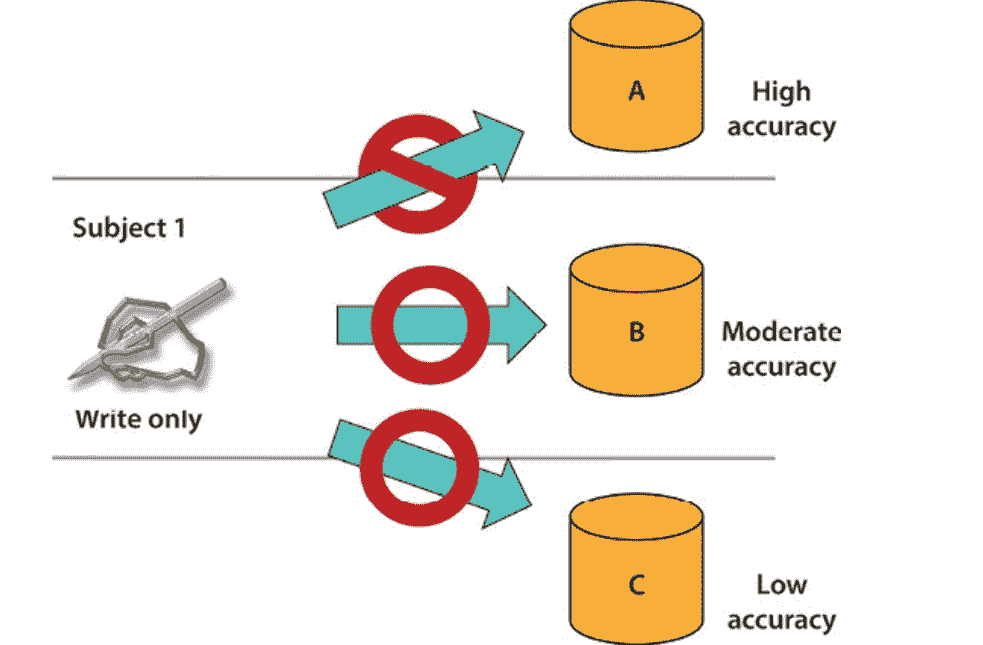 A
High
accuracy
Subject 1
B
Moderate
accuracy
Write only
C
Low
accuracy